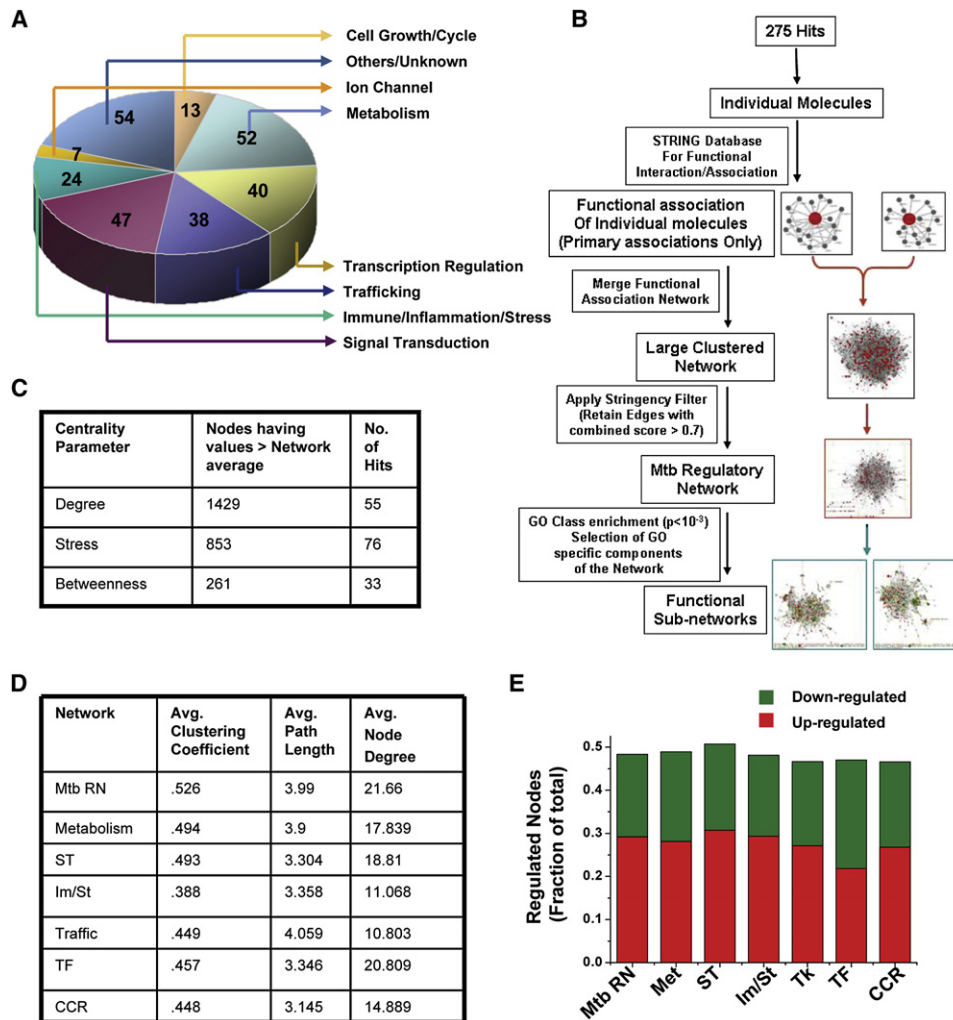 A
Cell Growth/Cycle
Others/Unknown
Ion Channel
Metabolism
13
54
52
7
24
40
47
38
Transcription Regulation
Trafficking
Immune/Inflammation/Stress
Signal Transduction
B
275 Hits
Individual Molecules
STRING Database
For Functional
Interaction/Association
Functional association
Of Individual molecules
(Primary associations Only)
Merge Functional
Association Network
Large Clustered
Network
Apply Stringency Filter
(Retain Edges with
combined score > 0.7)
Mtb Regulatory
Network
GO Class enrichment (p<10⁻³)
Selection of GO
specific components
of the Network
Functional
Sub-networks
C
Centrality Parameter | Nodes having values > Network average | No. of Hits
Degree | 1429 | 55
Stress | 853 | 76
Betweenness | 261 | 33
D
Network | Avg. Clustering Coefficient | Avg. Path Length | Avg. Node Degree
Mtb RN | .526 | 3.99 | 21.66
Metabolism | .494 | 3.9 | 17.839
ST | .493 | 3.304 | 18.81
Im/St | .388 | 3.358 | 11.068
Traffic | .449 | 4.059 | 10.803
TF | .457 | 3.346 | 20.809
CCR | .448 | 3.145 | 14.889
E
Down-regulated
Up-regulated
Regulated Nodes
(Fraction of total)
0.5
0.4
0.3
0.2
0.1
0.0
Mtb RN
Met
ST
Im/St
Tk
TF
CCR